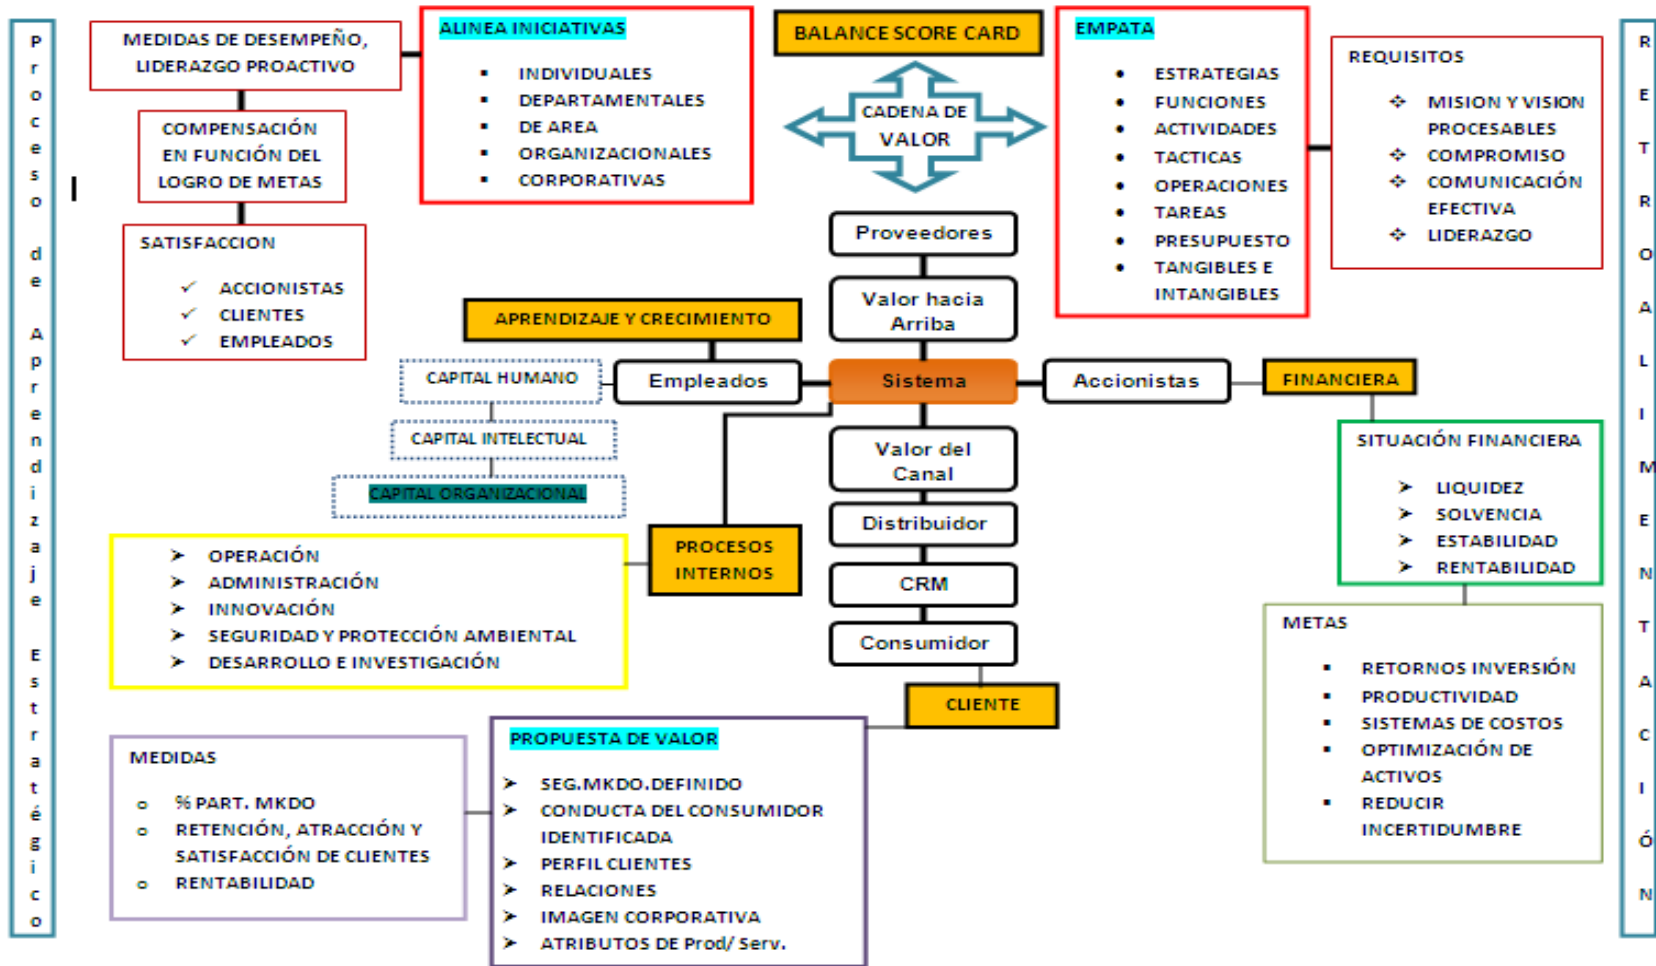 Proceso de Aprendizaje Estratégico
MEDIDAS DE DESEMPEÑO,
LIDERAZGO PROACTIVO
COMPENSACIÓN
EN FUNCIÓN DEL
LOGRO DE METAS
SATISFACCION
✓ ACCIONISTAS
✓ CLIENTES
✓ EMPLEADOS
ALINEA INICIATIVAS
▪ INDIVIDUALES
▪ DEPARTAMENTALES
▪ DE AREA
▪ ORGANIZACIONALES
▪ CORPORATIVAS
BALANCE SCORE CARD
CADENA DE
VALOR
EMPATA
• ESTRATEGIAS
• FUNCIONES
• ACTIVIDADES
• TACTICAS
• OPERACIONES
• TAREAS
• PRESUPUESTO
• TANGIBLES E
INTANGIBLES
REQUISITOS
❖ MISION Y VISION
PROCESABLES
❖ COMPROMISO
❖ COMUNICACIÓN
EFECTIVA
❖ LIDERAZGO
RETROALIMENTACIÓN
Proveedores
Valor hacia
Arriba
APRENDIZAJE Y CRECIMIENTO
CAPITAL HUMANO
Empleados
Sistema
Accionistas
FINANCIERA
CAPITAL INTELECTUAL
CAPITAL ORGANIZACIONAL
Valor del
Canal
Distribuidor
CRM
Consumidor
SITUACIÓN FINANCIERA
➤ LIQUIDEZ
➤ SOLVENCIA
➤ ESTABILIDAD
➤ RENTABILIDAD
PROCESOS
INTERNOS
➤ OPERACIÓN
➤ ADMINISTRACIÓN
➤ INNOVACIÓN
➤ SEGURIDAD Y PROTECCIÓN AMBIENTAL
➤ DESARROLLO E INVESTIGACIÓN
METAS
▪ RETORNOS INVERSIÓN
▪ PRODUCTIVIDAD
▪ SISTEMAS DE COSTOS
▪ OPTIMIZACIÓN DE
ACTIVOS
▪ REDUCIR
INCERTIDUMBRE
CLIENTE
PROPUESTA DE VALOR
➤ SEG.MKDO.DEFINIDO
➤ CONDUCTA DEL CONSUMIDOR
IDENTIFICADA
➤ PERFIL CLIENTES
➤ RELACIONES
➤ IMAGEN CORPORATIVA
➤ ATRIBUTOS DE Prod/ Serv.
MEDIDAS
o % PART. MKDO
o RETENCIÓN, ATRACCIÓN Y
SATISFACCIÓN DE CLIENTES
o RENTABILIDAD